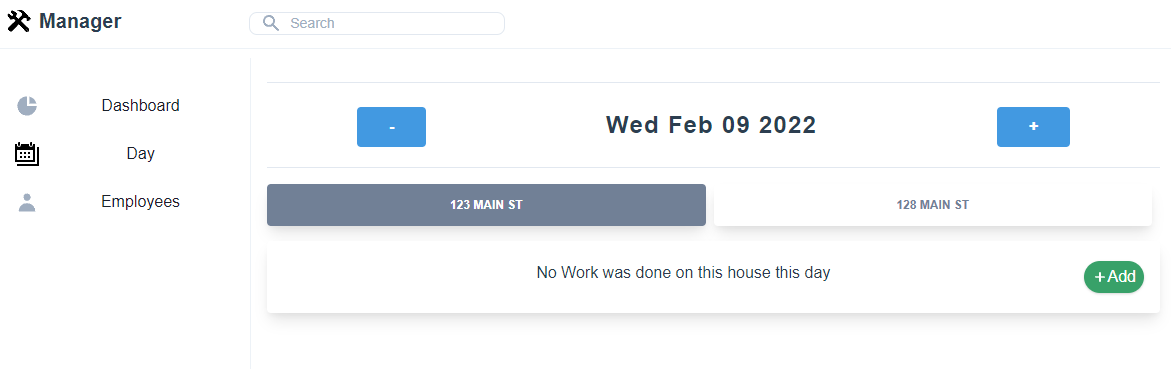 Manager
Search
Dashboard
Day
Employees
-
Wed Feb 09 2022
+
123 MAIN ST
128 MAIN ST
No Work was done on this house this day
+Add